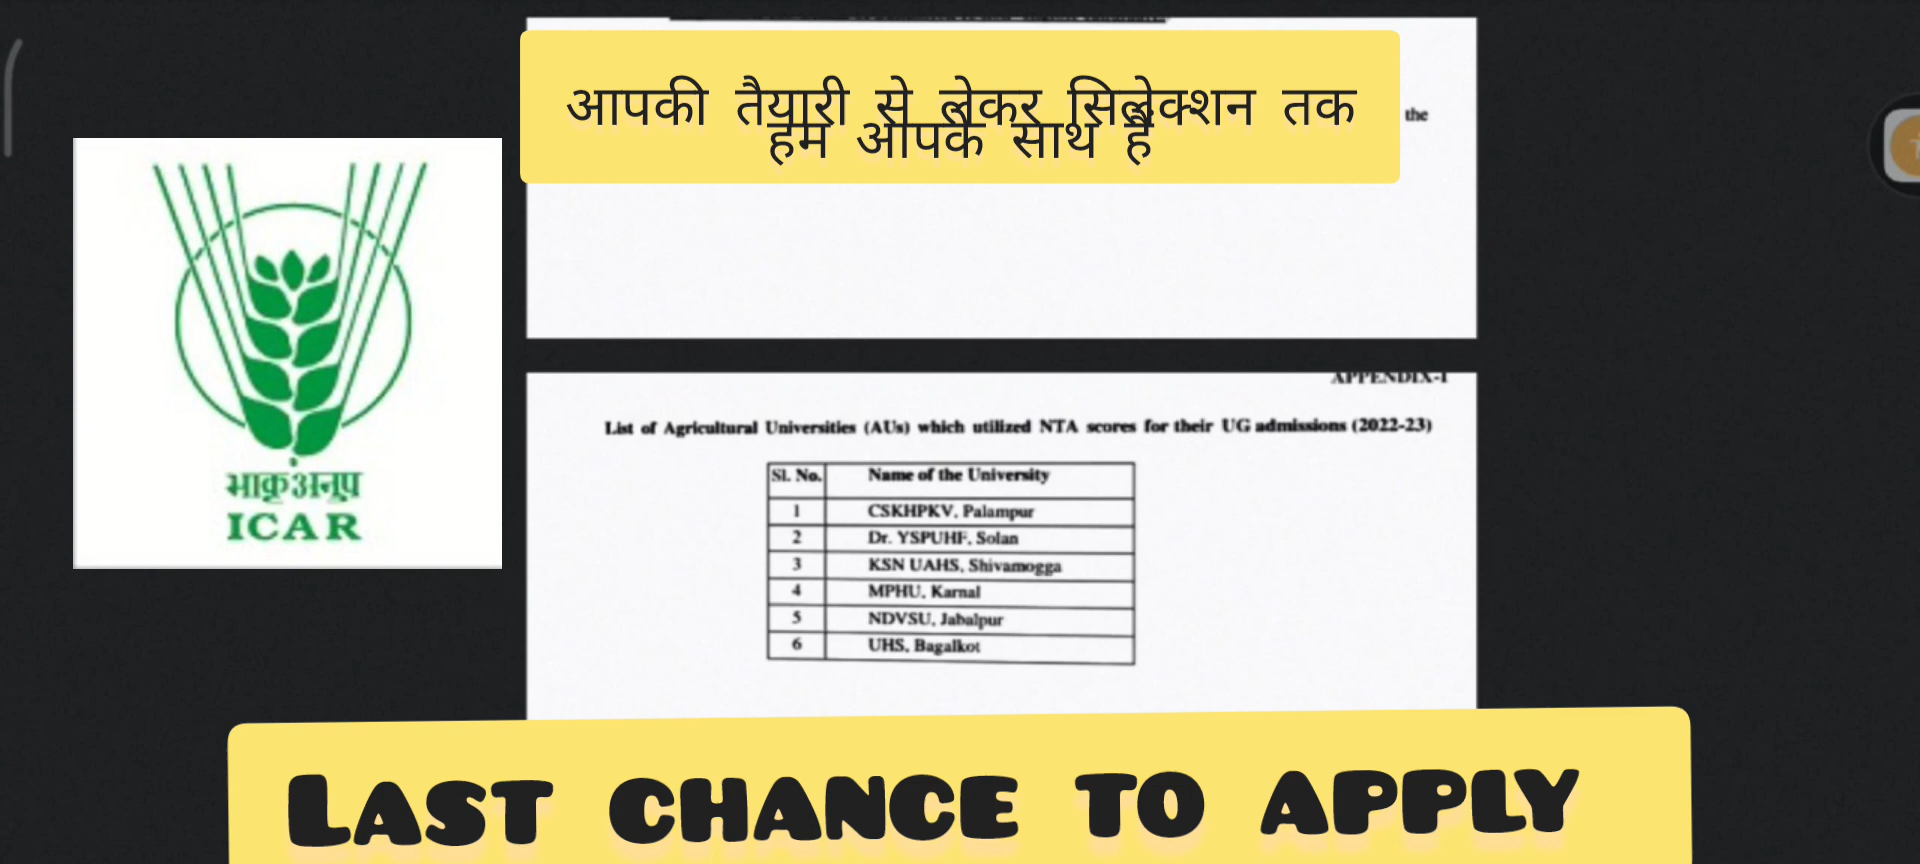 आपकी तैयारी से लेकर सिलेक्शन तक
हम आपके साथ है
the
भाकृअनुप
ICAR
APPENDIX-I
List of Agricultural Universities (AUs) which utilized NTA scores for their UG admissions (2022-23)
Sl. No. Name of the University
1 CSKHPKV, Palampur
2 Dr. YSPUHF, Solan
3 KSN UAHS, Shivamogga
4 MPHU, Karnal
5 NDVSU, Jabalpur
6 UHS, Bagalkot
LAST CHANCE TO APPLY